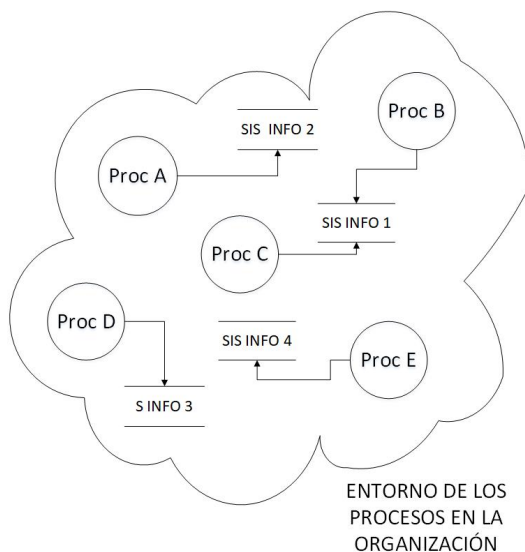 Proc B
SIS INFO 2
Proc A
SIS INFO 1
Proc C
Proc D
SIS INFO 4
Proc E
S INFO 3
ENTORNO DE LOS
PROCESOS EN LA
ORGANIZACIÓN